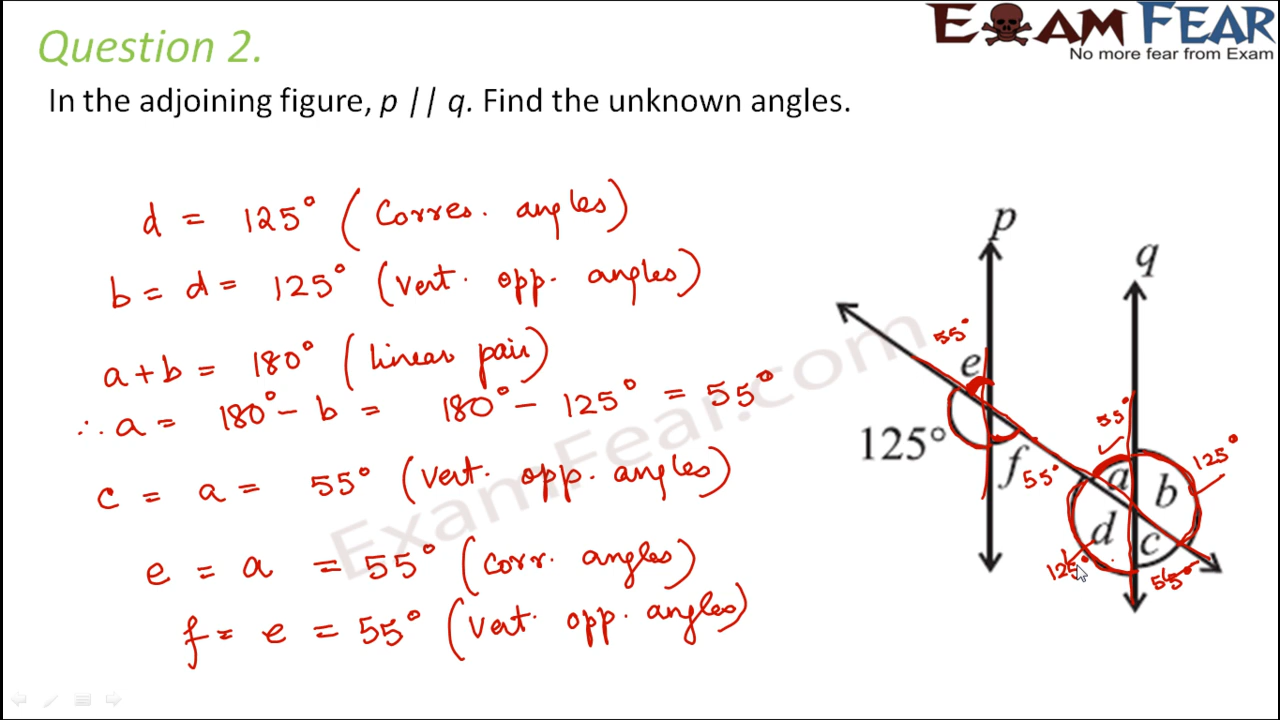 Question 2.
EXAM FEAR
No more fear from Exam
In the adjoining figure, p // q. Find the unknown angles.
d = 125° (Corres. angles)
b = d = 125° (Vert. opp. angles)
a + b = 180° (linear pair)
∴ a = 180° - b = 180° - 125° = 55°
c = a = 55° (Vert. opp. angles)
e = a = 55° (Corr. angles)
f = e = 55° (Vert. opp. angles)
p
q
55°
e
125°
f
55°
55°
125°
a
b
d
c
125°
55°
ExamFear.com